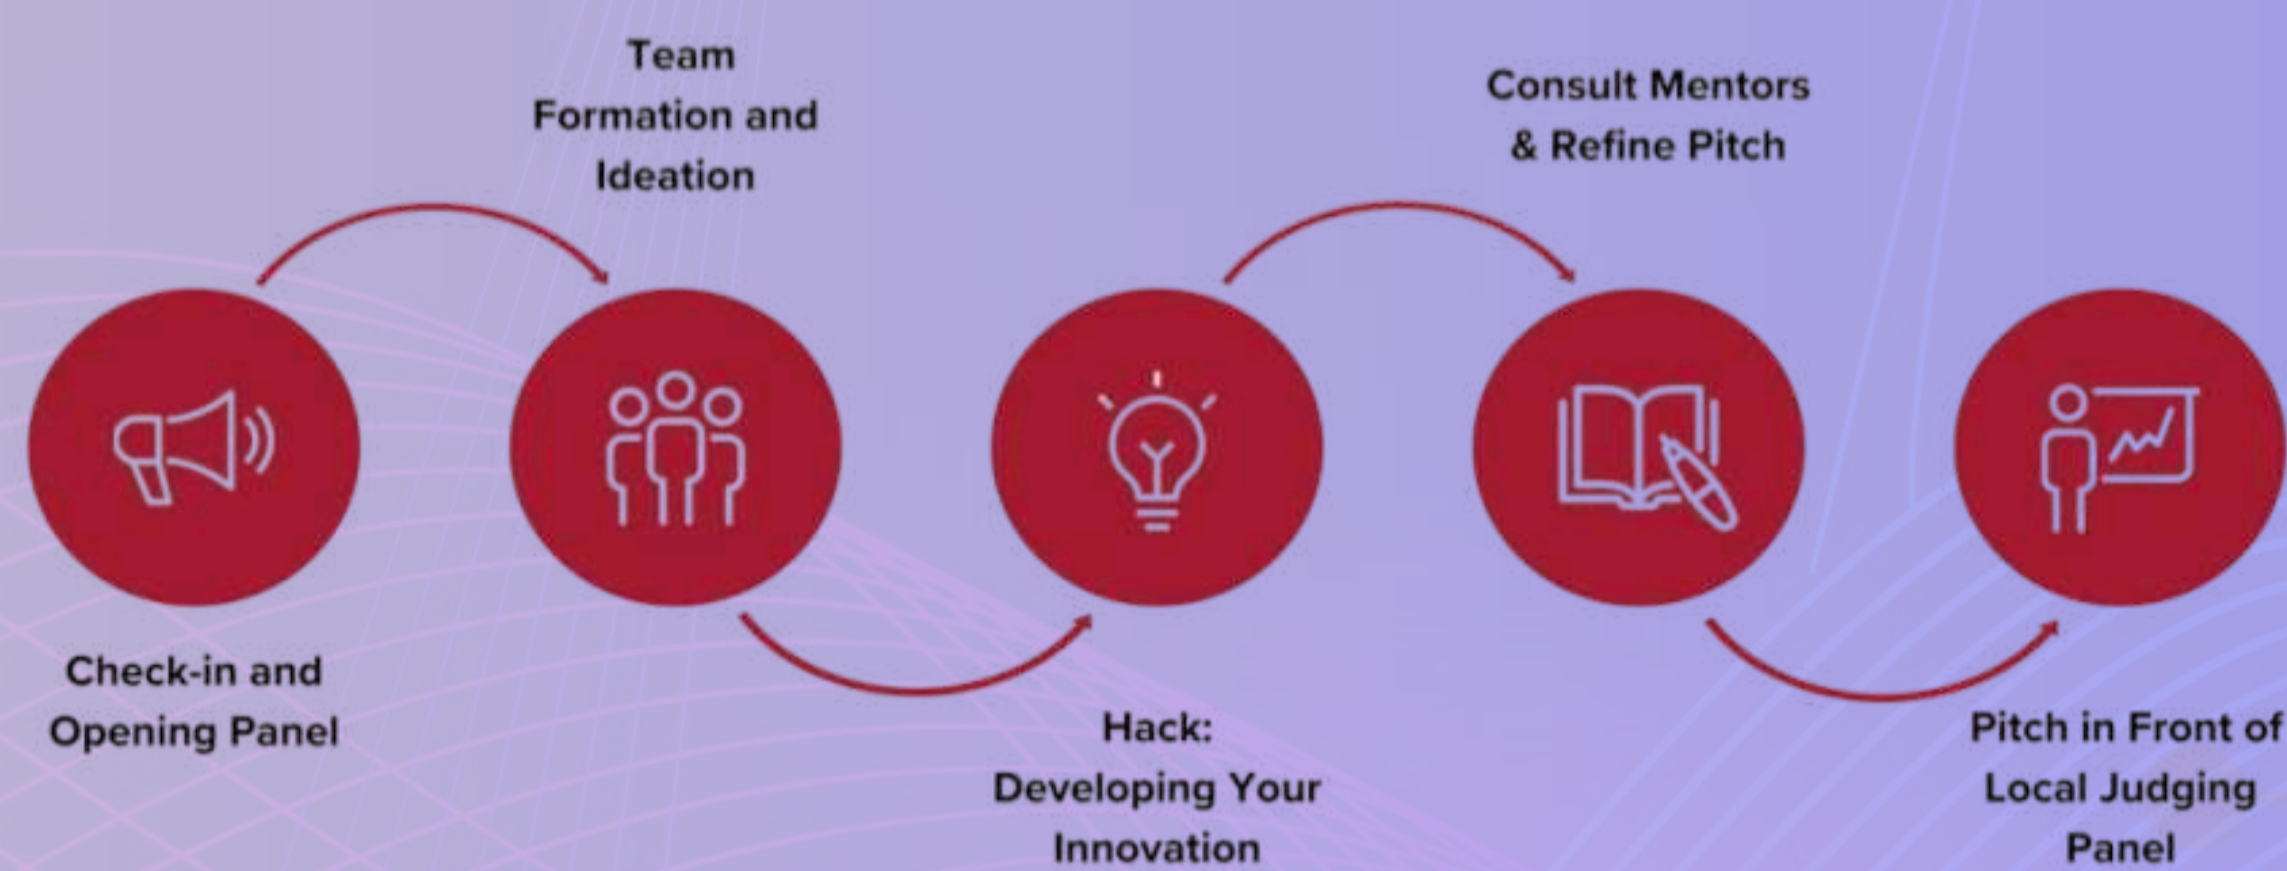 Check-in and
Opening Panel
Team
Formation and
Ideation
Hack:
Developing Your
Innovation
Consult Mentors
& Refine Pitch
Pitch in Front of
Local Judging
Panel